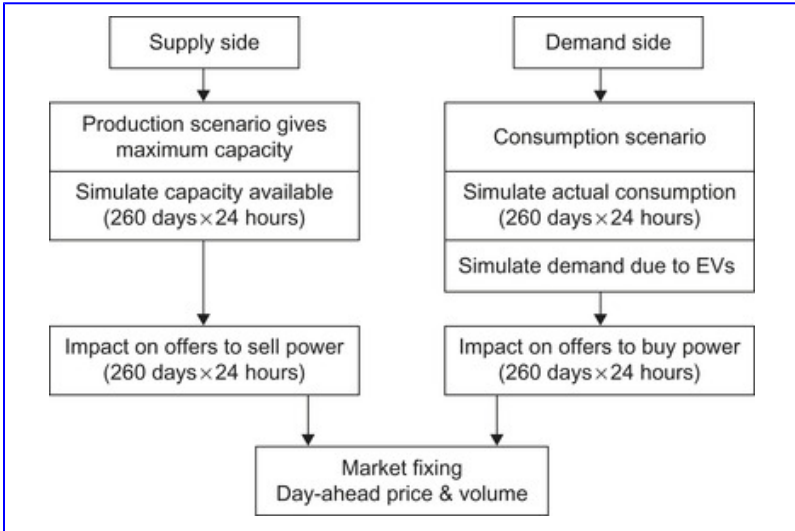 Supply side
Production scenario gives
maximum capacity
Simulate capacity available
(260 days×24 hours)
Impact on offers to sell power
(260 days×24 hours)
Demand side
Consumption scenario
Simulate actual consumption
(260 days×24 hours)
Simulate demand due to EVs
Impact on offers to buy power
(260 days×24 hours)
Market fixing
Day-ahead price & volume